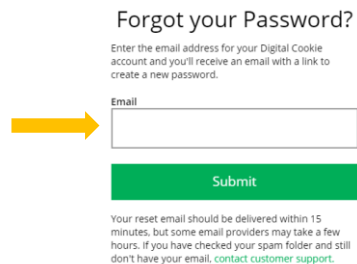 Forgot your Password?
Enter the email address for your Digital Cookie
account and you'll receive an email with a link to
create a new password.
Email
Submit
Your reset email should be delivered within 15
minutes, but some email providers may take a few
hours. If you have checked your spam folder and still
don't have your email, contact customer support.